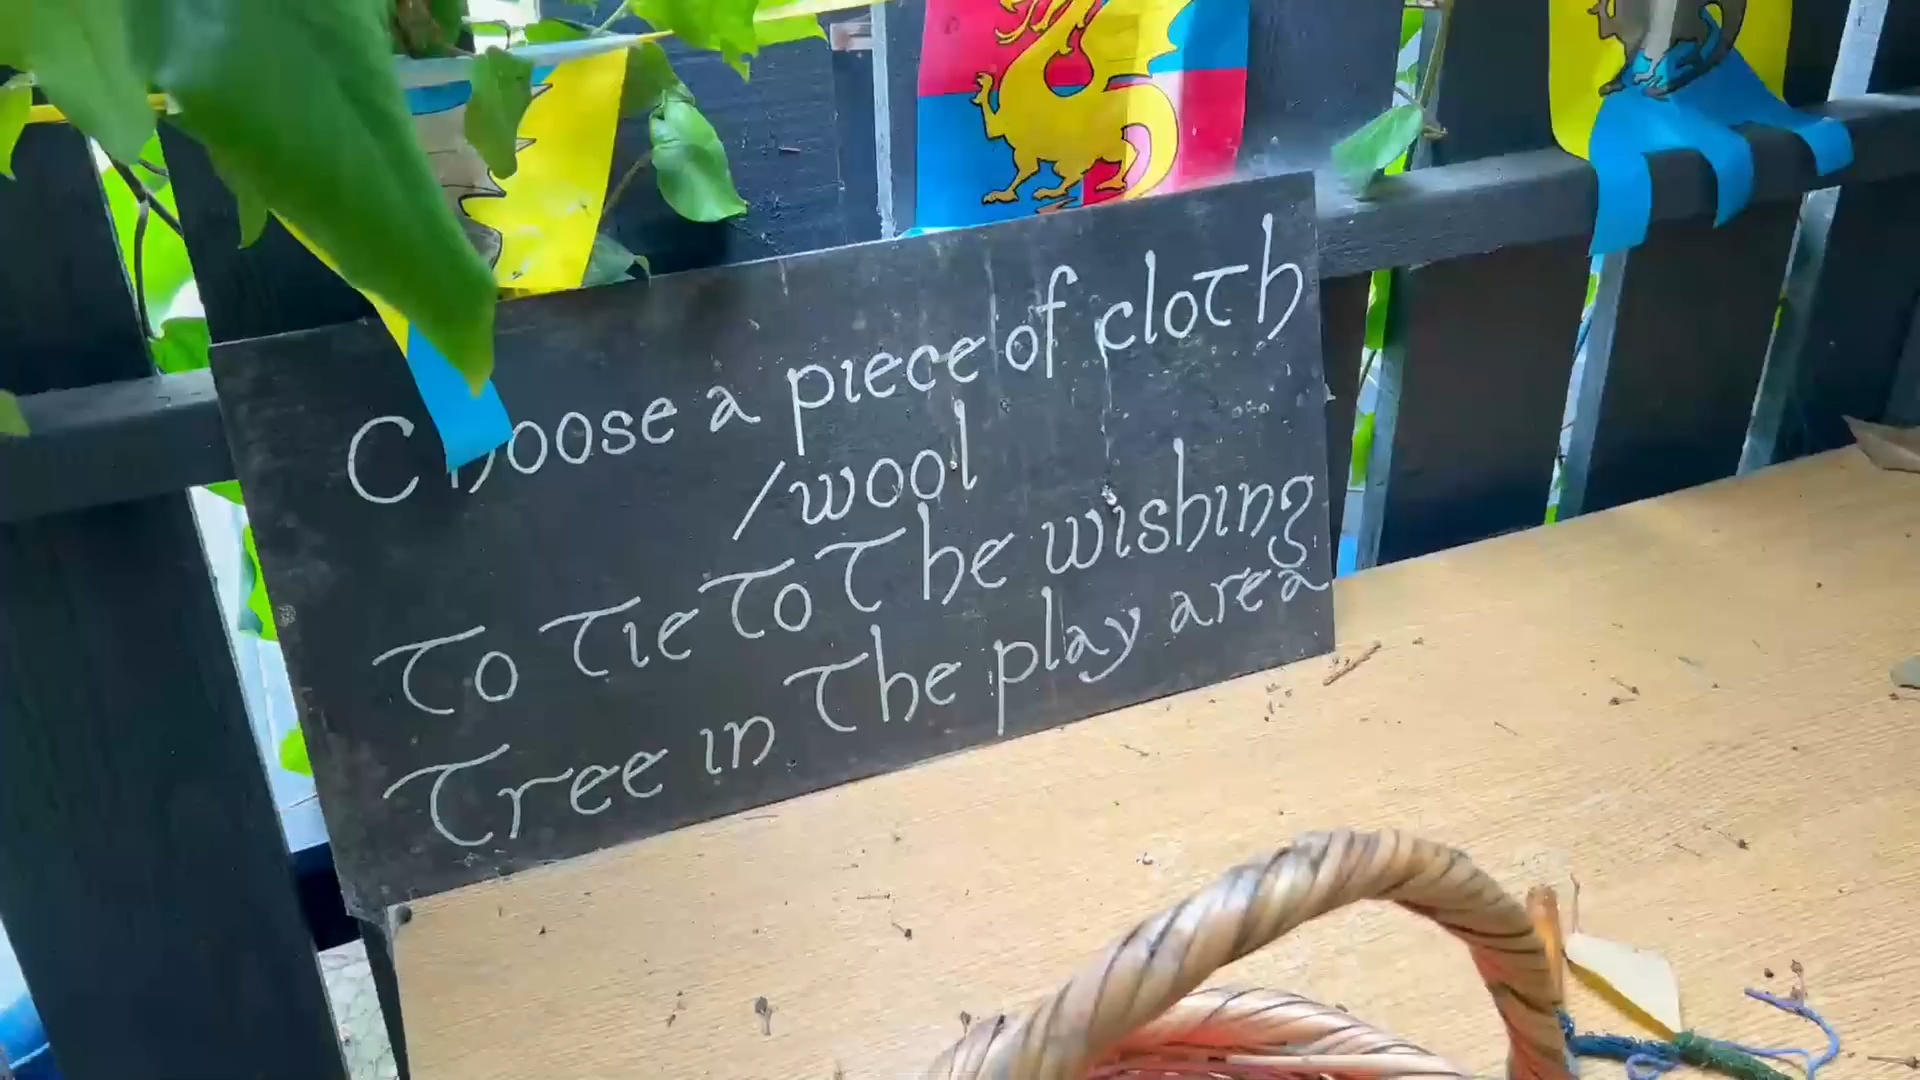 Choose a piece of cloth
/wool
To Tie To The wishing
Tree in The play area